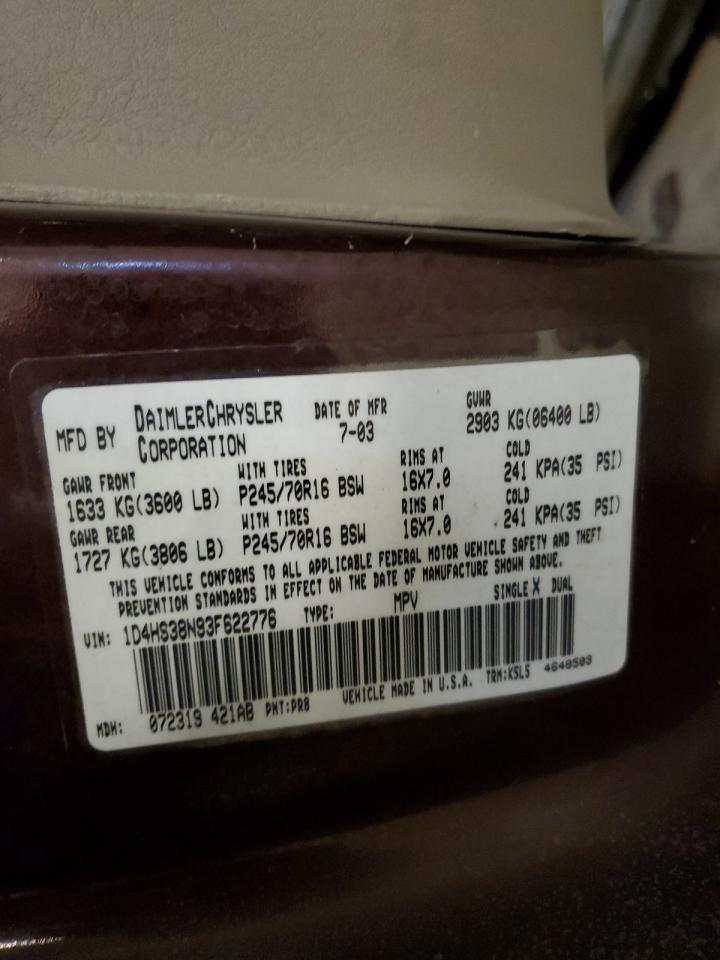 MFD BY DAIMLERCHRYSLER CORPORATION
DATE OF MFR 7-03
GVWR 2903 KG(06400 LB)
GAWR FRONT WITH TIRES RIMS AT COLD
1633 KG(3600 LB) P245/70R16 BSW 16X7.0 241 KPA(35 PSI)
GAWR REAR WITH TIRES RIMS AT COLD
1727 KG(3806 LB) P245/70R16 BSW 16X7.0 241 KPA(35 PSI)
THIS VEHICLE CONFORMS TO ALL APPLICABLE FEDERAL MOTOR VEHICLE SAFETY AND THEFT
PREVENTION STANDARDS IN EFFECT ON THE DATE OF MANUFACTURE SHOWN ABOVE.
VIN: 1D4HS38N93F622776 TYPE: MPV SINGLE X DUAL
MDH: 072319 421AB PNT:PR8 VEHICLE MADE IN U.S.A. TRM:K5L5 4648503